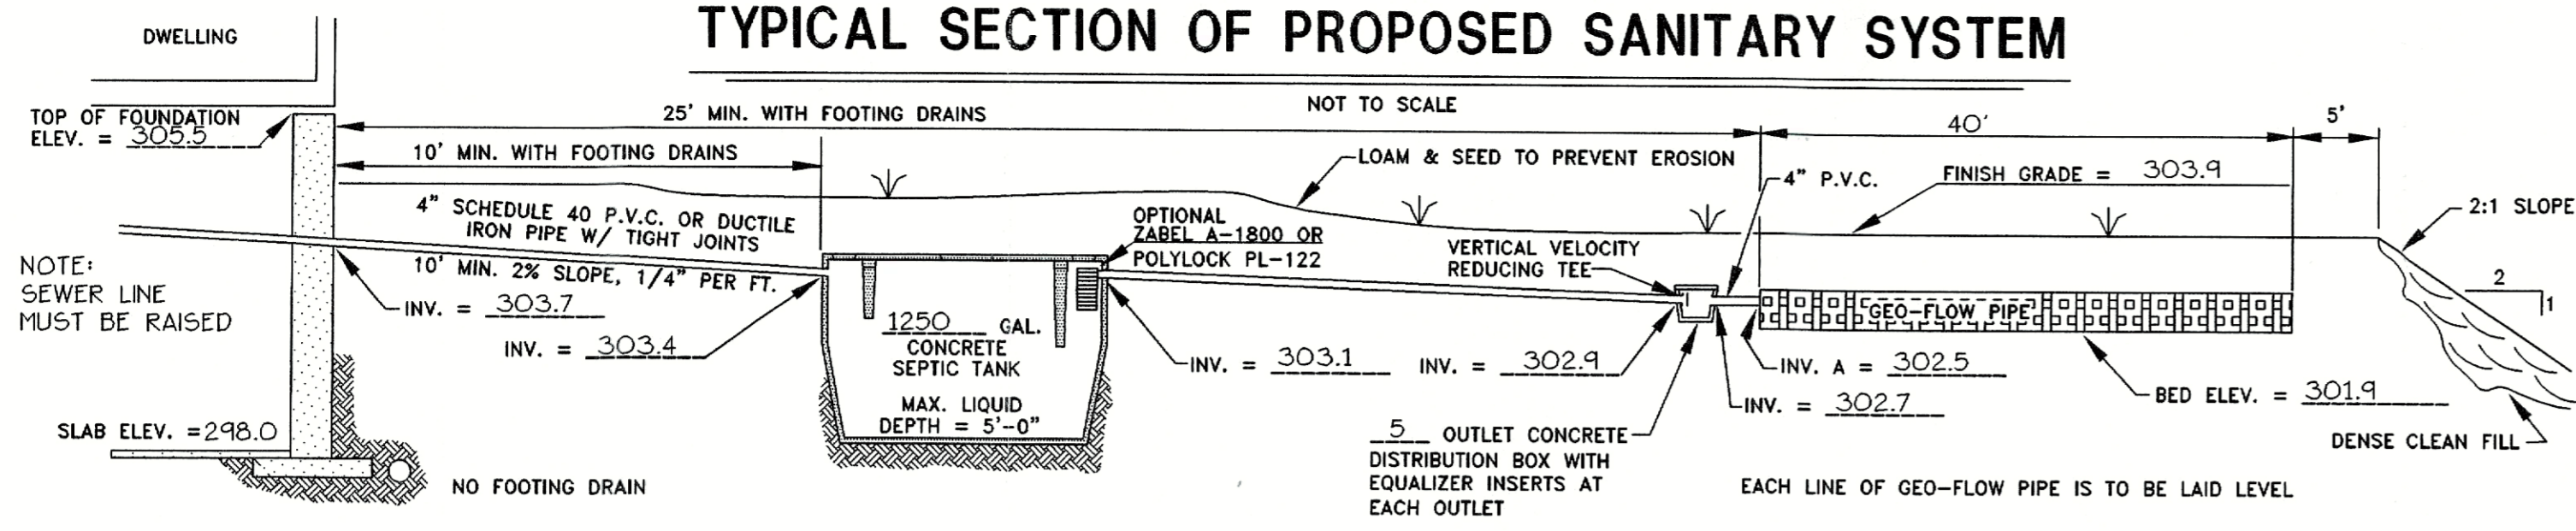 TYPICAL SECTION OF PROPOSED SANITARY SYSTEM
NOT TO SCALE
DWELLING
TOP OF FOUNDATION
ELEV. = 305.5
25' MIN. WITH FOOTING DRAINS
40'
5'
10' MIN. WITH FOOTING DRAINS
LOAM & SEED TO PREVENT EROSION
4" P.V.C.
FINISH GRADE = 303.9
2:1 SLOPE
4" SCHEDULE 40 P.V.C. OR DUCTILE
IRON PIPE W/ TIGHT JOINTS
10' MIN. 2% SLOPE, 1/4" PER FT.
OPTIONAL
ZABEL A-1800 OR
POLYLOCK PL-122
VERTICAL VELOCITY
REDUCING TEE
NOTE:
SEWER LINE
MUST BE RAISED
INV. = 303.7
INV. = 303.4
1250 GAL.
CONCRETE
SEPTIC TANK
MAX. LIQUID
DEPTH = 5'-0"
INV. = 303.1
INV. = 302.9
GEO-FLOW PIPE
2
1
INV. A = 302.5
INV. = 302.7
BED ELEV. = 301.9
DENSE CLEAN FILL
SLAB ELEV. =298.0
NO FOOTING DRAIN
5 OUTLET CONCRETE
DISTRIBUTION BOX WITH
EQUALIZER INSERTS AT
EACH OUTLET
EACH LINE OF GEO-FLOW PIPE IS TO BE LAID LEVEL